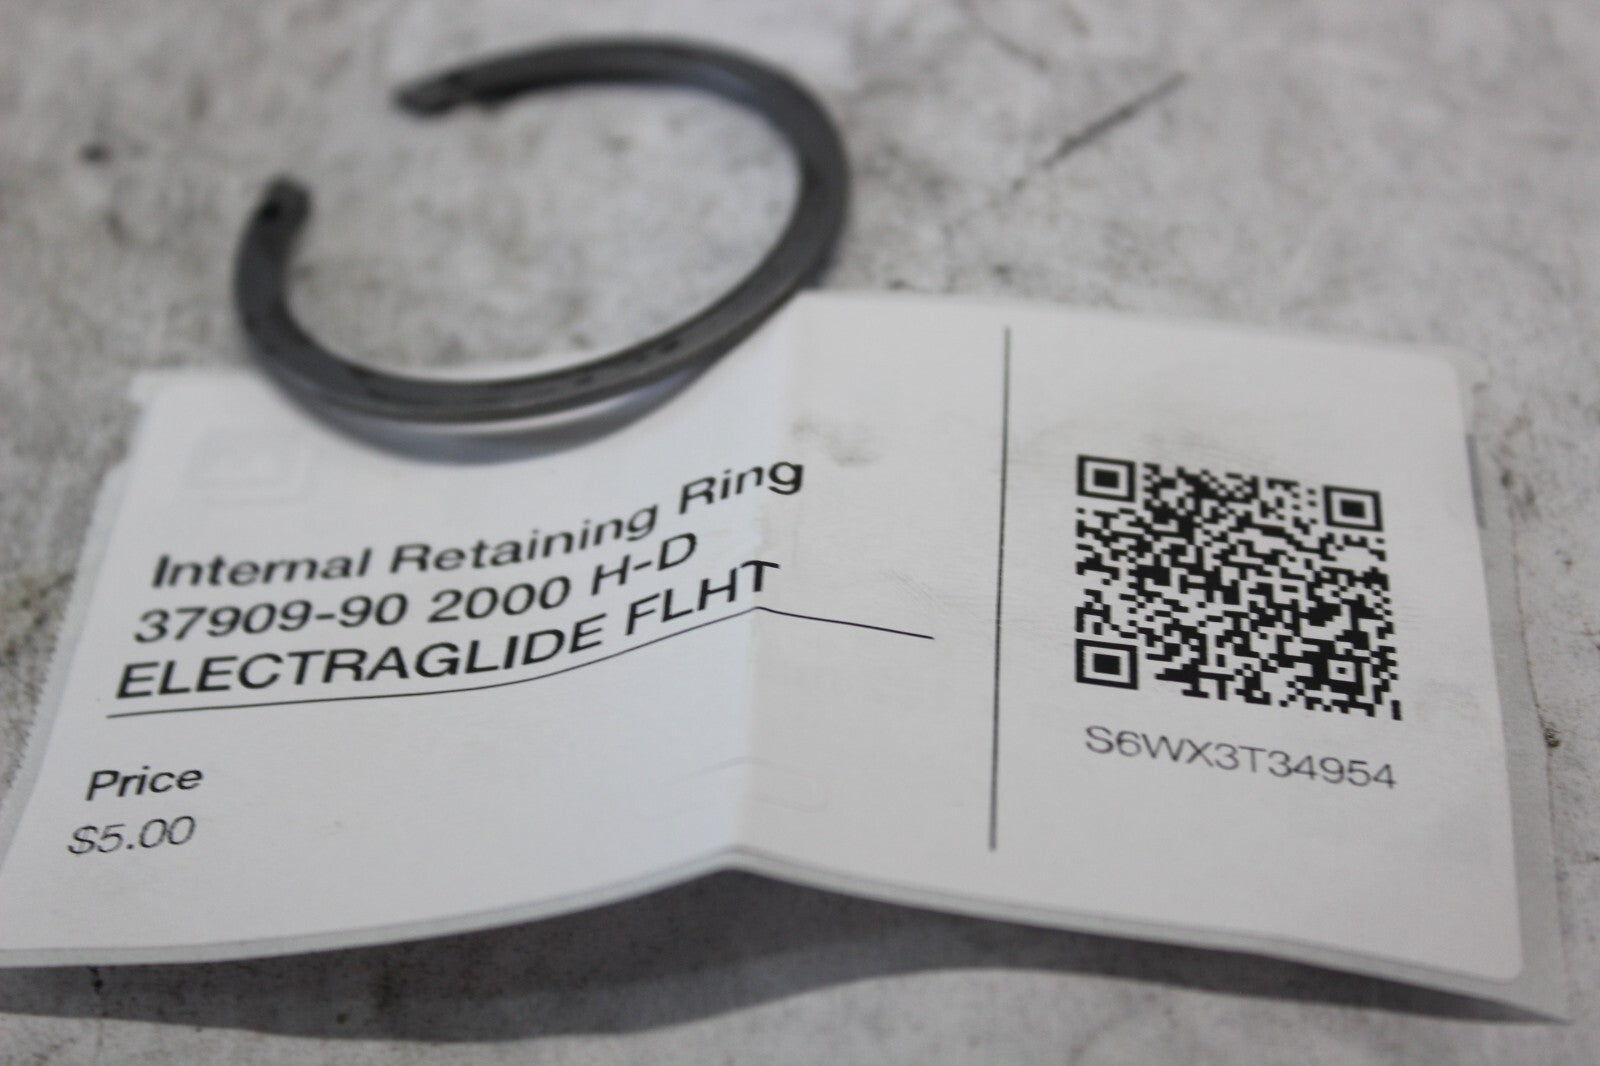 Internal Retaining Ring
37909-90 2000 H-D
ELECTRAGLIDE FLHT
Price
$5.00
S6WX3T34954